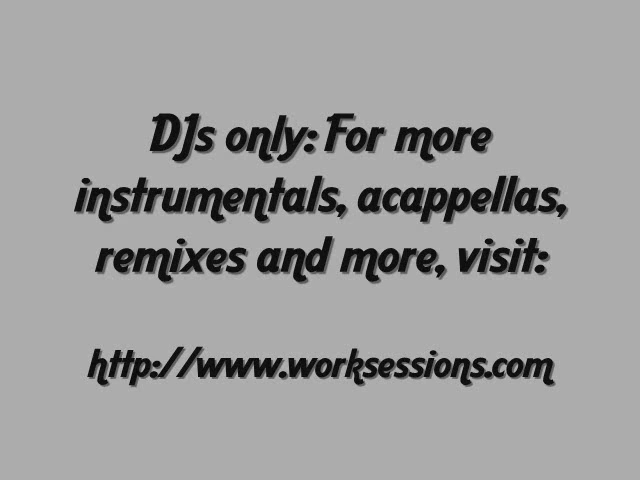 DJs only: For more
instrumentals, acappellas,
remixes and more, visit:
http://www.worksessions.com